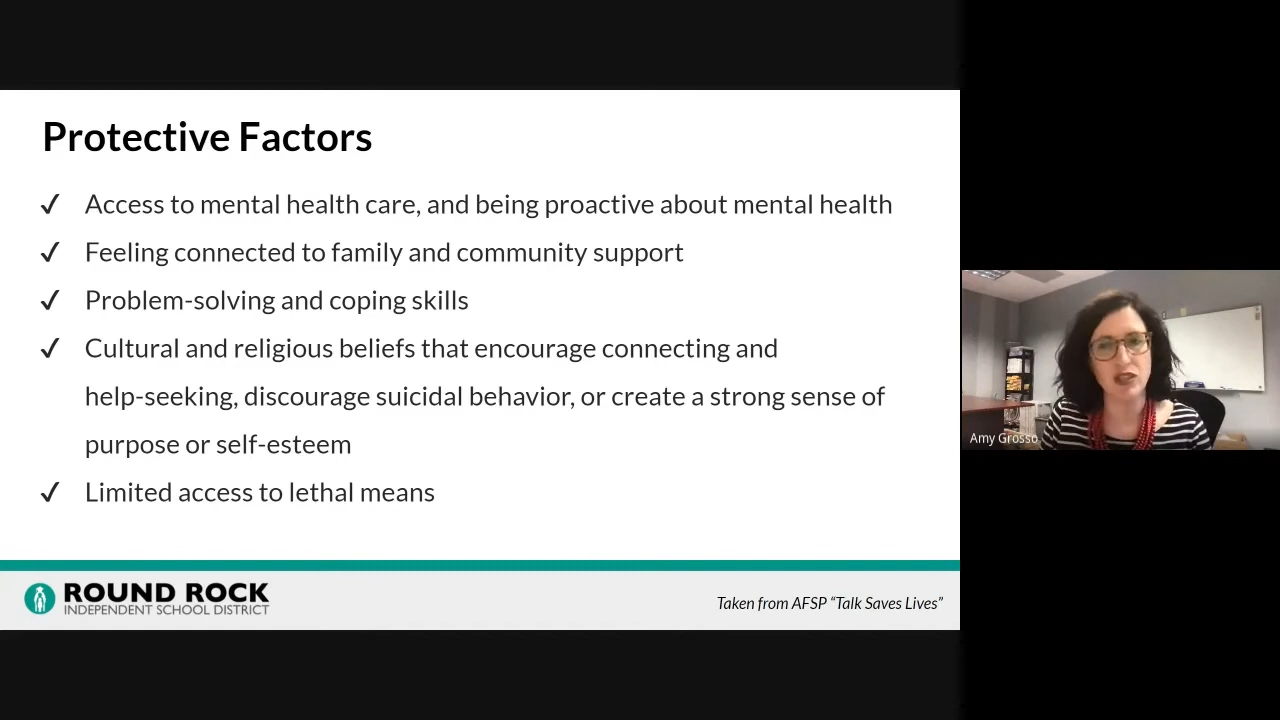 Protective Factors
✓ Access to mental health care, and being proactive about mental health
✓ Feeling connected to family and community support
✓ Problem-solving and coping skills
✓ Cultural and religious beliefs that encourage connecting and
help-seeking, discourage suicidal behavior, or create a strong sense of
purpose or self-esteem
✓ Limited access to lethal means
ROUND ROCK
INDEPENDENT SCHOOL DISTRICT
Taken from AFSP “Talk Saves Lives”
Amy Grosso